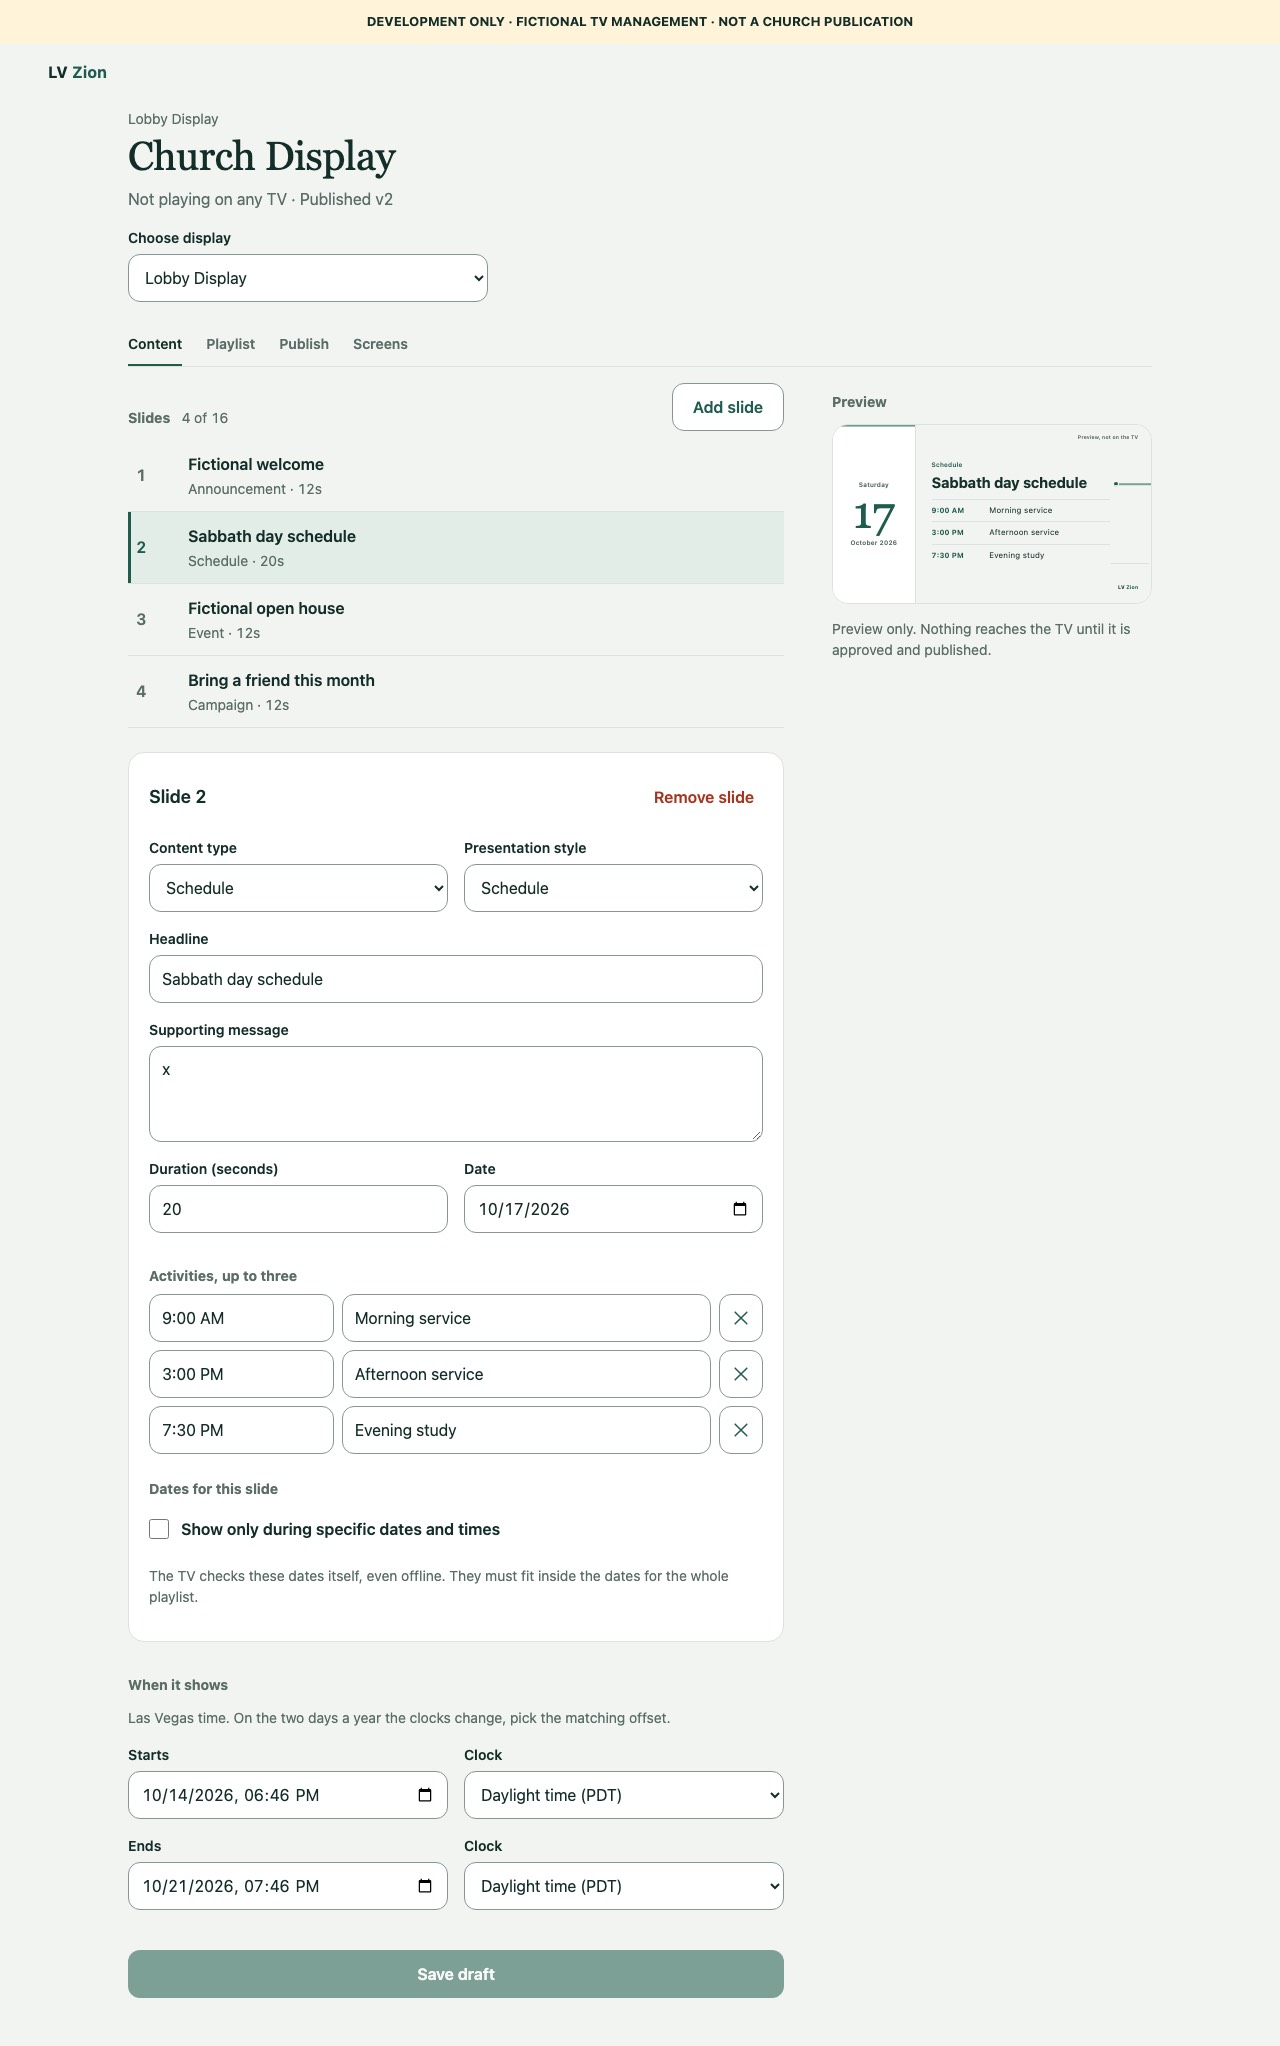 DEVELOPMENT ONLY · FICTIONAL TV MANAGEMENT · NOT A CHURCH PUBLICATION
LV Zion
Lobby Display
Church Display
Not playing on any TV · Published v2
Choose display
Lobby Display
Content Playlist Publish Screens
Slides 4 of 16
Add slide
1
Fictional welcome
Announcement · 12s
2
Sabbath day schedule
Schedule · 20s
3
Fictional open house
Event · 12s
4
Bring a friend this month
Campaign · 12s
Preview
Preview, not on the TV
Saturday
17
October 2026
Schedule
Sabbath day schedule
9:00 AM Morning service
3:00 PM Afternoon service
7:30 PM Evening study
LV Zion
Preview only. Nothing reaches the TV until it is
approved and published.
Slide 2
Remove slide
Content type Presentation style
Schedule Schedule
Headline
Sabbath day schedule
Supporting message
x
Duration (seconds) Date
20 10/17/2026
Activities, up to three
9:00 AM Morning service
3:00 PM Afternoon service
7:30 PM Evening study
Dates for this slide
Show only during specific dates and times
The TV checks these dates itself, even offline. They must fit inside the dates for the whole
playlist.
When it shows
Las Vegas time. On the two days a year the clocks change, pick the matching offset.
Starts Clock
10/14/2026, 06:46 PM Daylight time (PDT)
Ends Clock
10/21/2026, 07:46 PM Daylight time (PDT)
Save draft